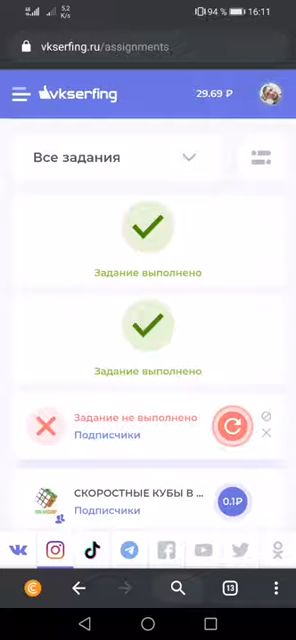 5,2
K/s
94 %
16:11
vkserfing.ru/assignments
vkserfing
29.69 ₽
Все задания
Задание выполнено
Задание выполнено
Задание не выполнено
Подписчики
СКОРОСТНЫЕ КУБЫ В ...
0.1₽
Подписчики
13